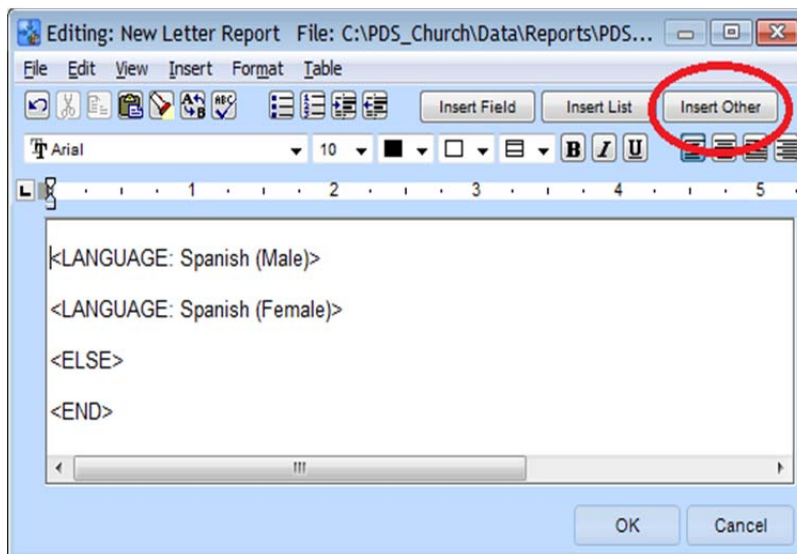 Editing: New Letter Report File: C:\PDS_Church\Data\Reports\PDS...
File Edit View Insert Format Table
ABC Insert Field Insert List Insert Other
Arial 10 B I U
1 2 3 4 5
<LANGUAGE: Spanish (Male)>
<LANGUAGE: Spanish (Female)>
<ELSE>
<END>
OK Cancel